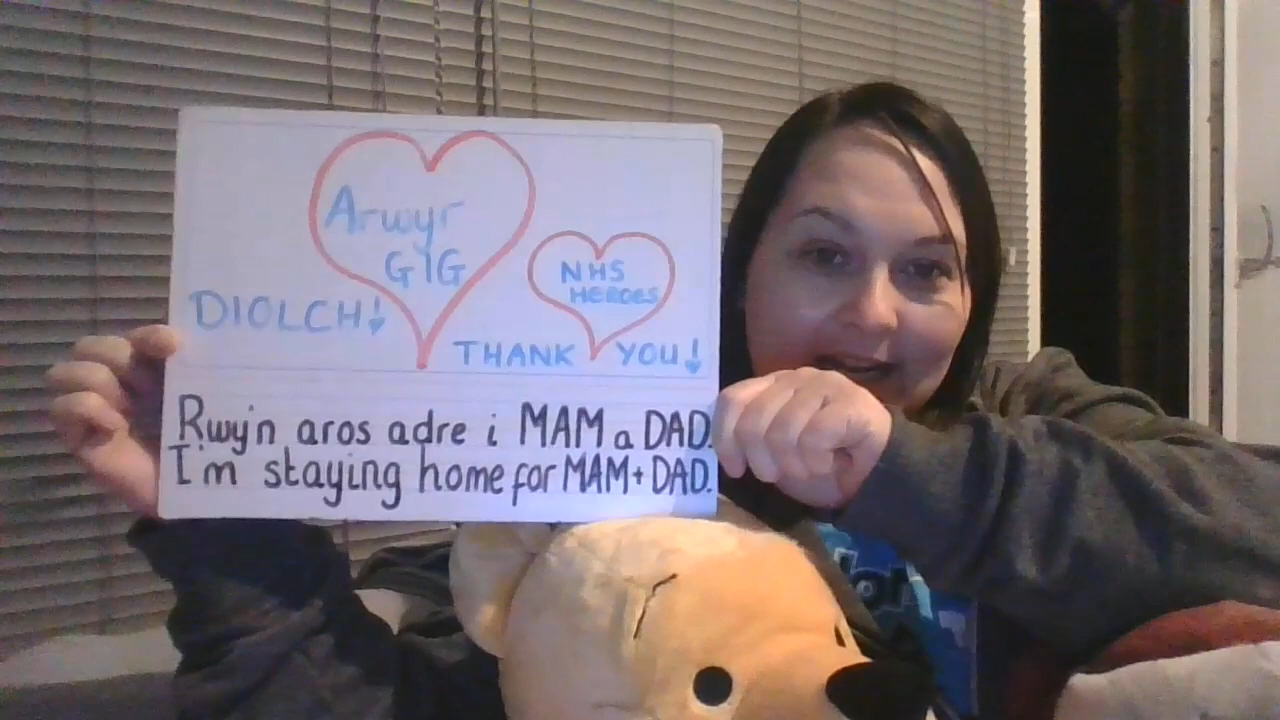 Arwyr
GIG
DIOLCH!
NHS
HEROES
THANK YOU!
Rwy'n aros adre i MAM a DAD.
I'm staying home for MAM + DAD.